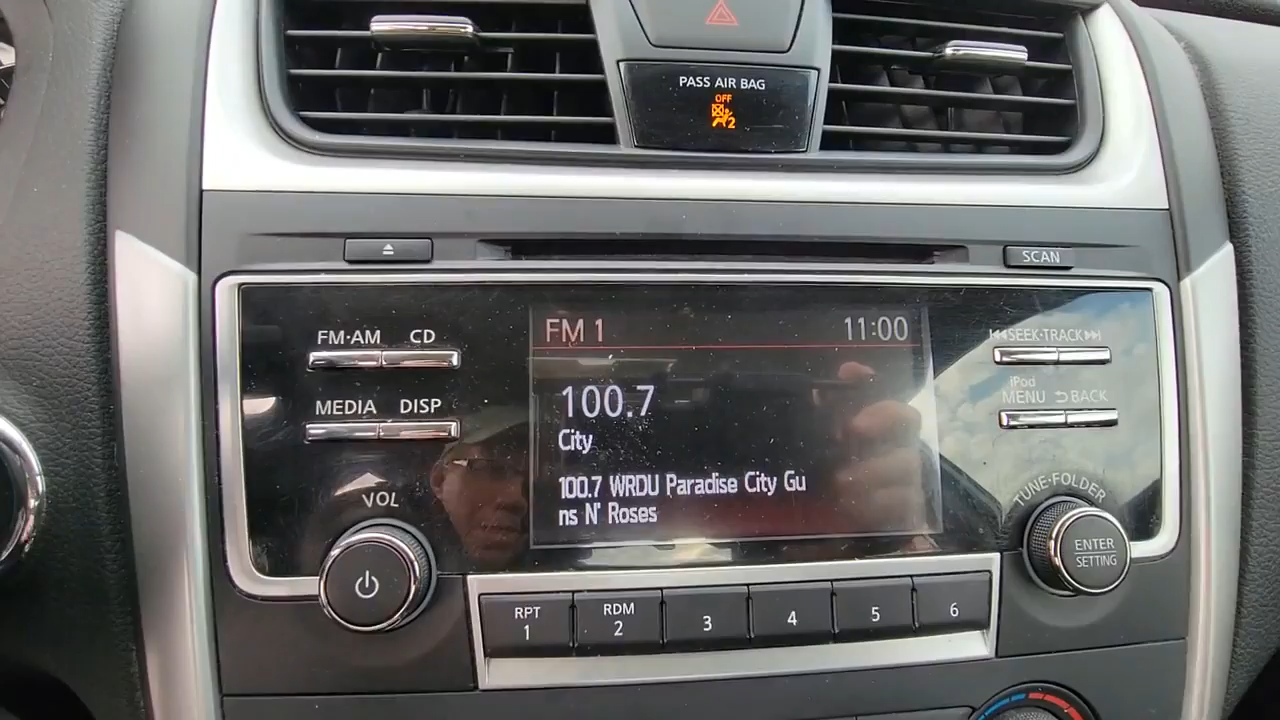 PASS AIR BAG
OFF
2
SCAN
FM·AM CD
FM 1 11:00
SEEK·TRACK
MEDIA DISP
100.7
iPod
MENU BACK
City
VOL
100.7 WRDU Paradise City Gu
ns N' Roses
TUNE·FOLDER
ENTER
SETTING
RPT
1
RDM
2
3
4
5
6